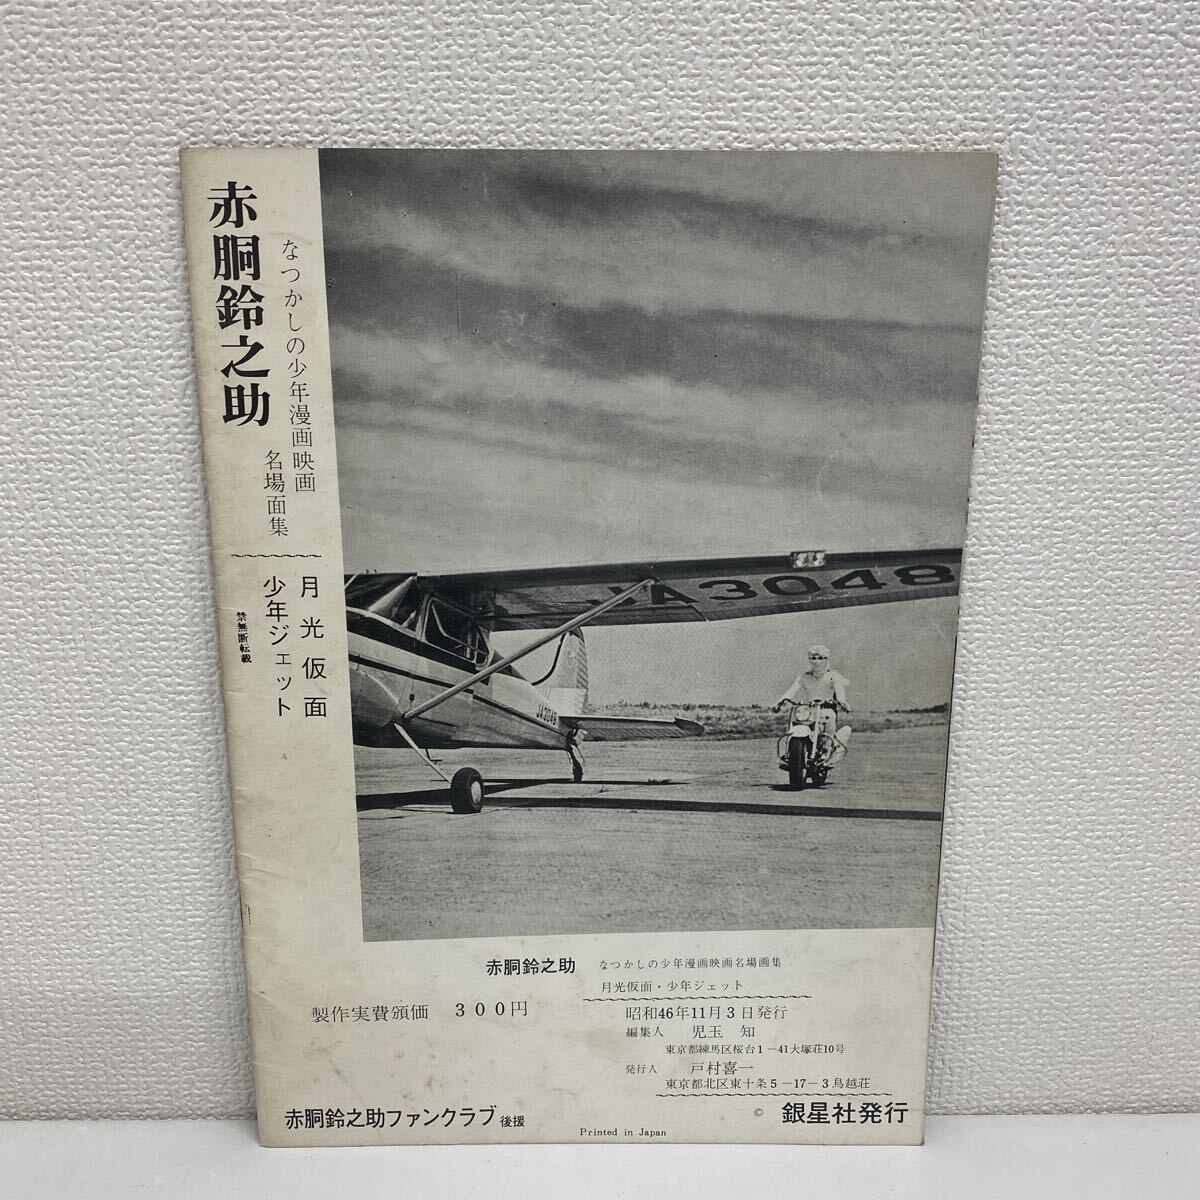 赤胴鈴之助
なつかしの少年漫画映画
名場面集
月光仮面
少年ジェット
禁無断転載
JA3048
JA3048
赤胴鈴之助 なつかしの少年漫画映画名場画集
月光仮面・少年ジェット
製作実費頒価 300円
昭和46年11月3日発行
編集人 児玉 知
東京都練馬区桜台1－41大塚荘10号
発行人 戸村喜一
東京都北区東十条5－17－3鳥越荘
赤胴鈴之助ファンクラブ後援
© 銀星社発行
Printed in Japan